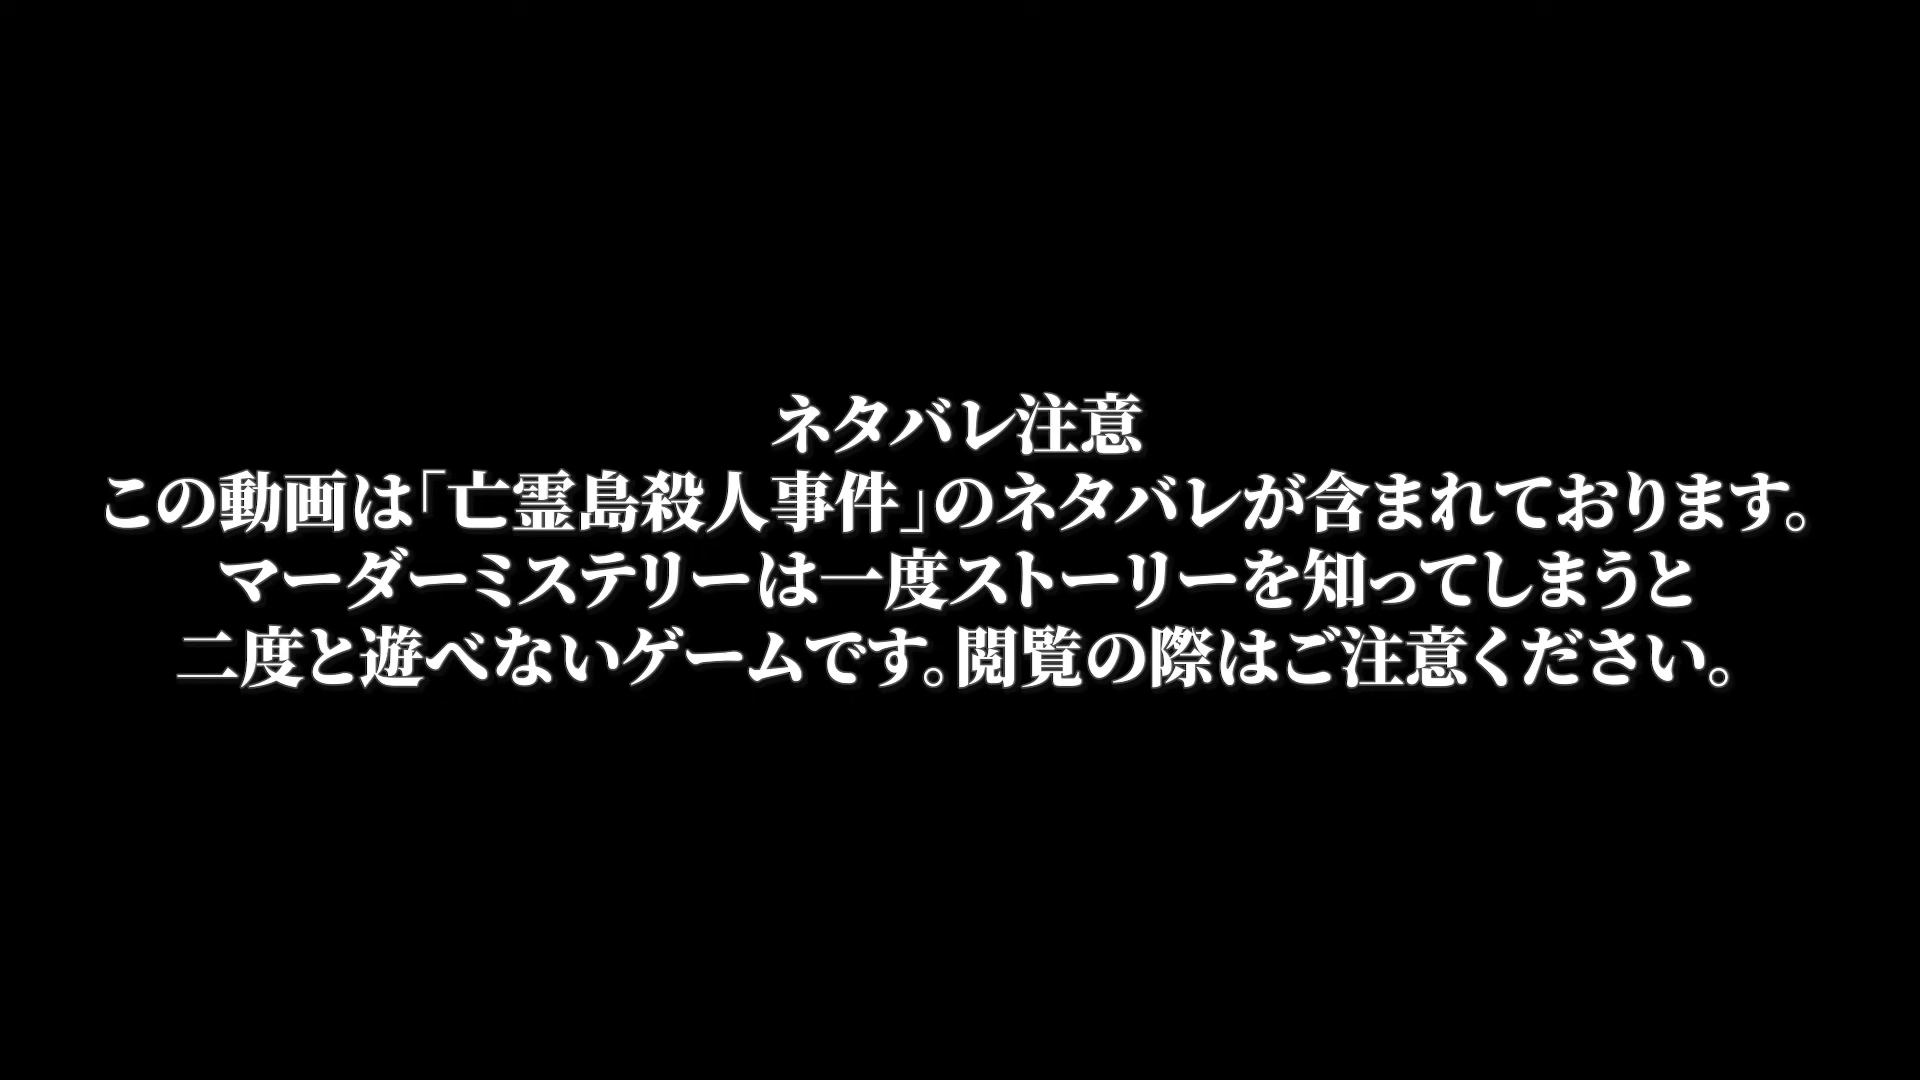 ネタバレ注意
この動画は「亡霊島殺人事件」のネタバレが含まれております。
マーダーミステリーは一度ストーリーを知ってしまうと
二度と遊べないゲームです。閲覧の際はご注意ください。